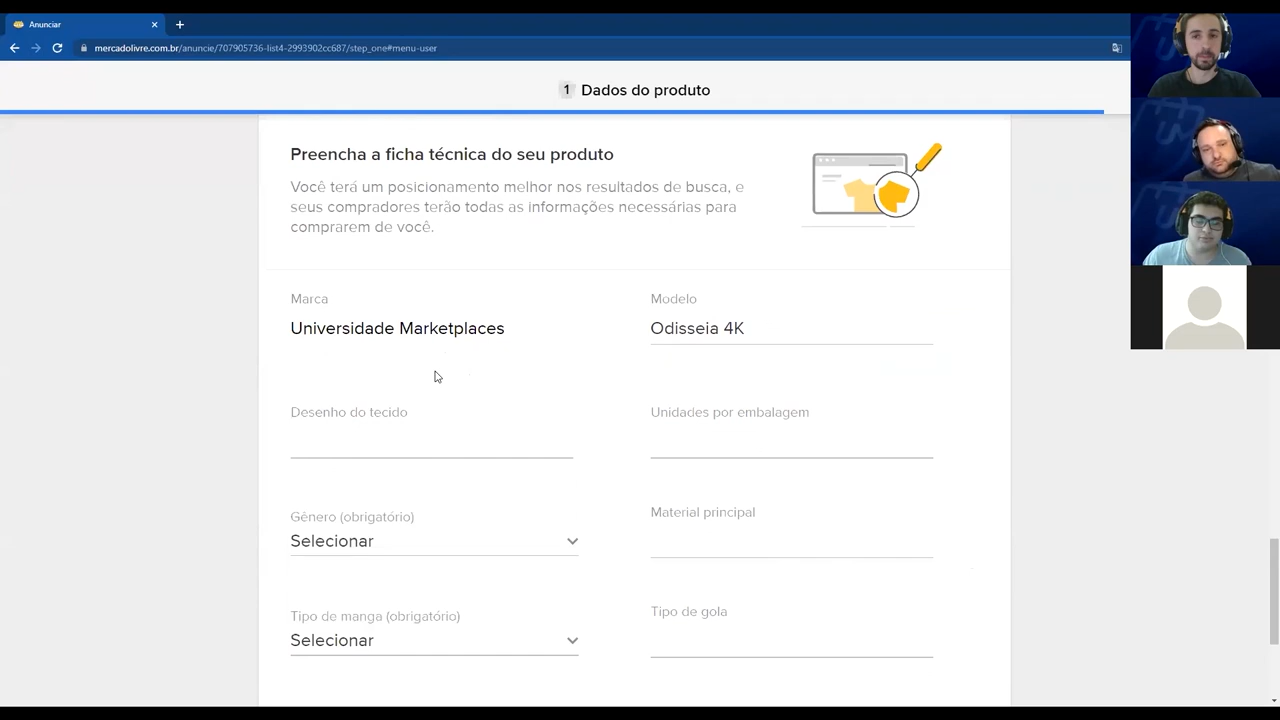 Anunciar
mercadolivre.com.br/anuncie/707905736-list4-2993902cc687/step_one#menu-user
1 Dados do produto
Preencha a ficha técnica do seu produto
Você terá um posicionamento melhor nos resultados de busca, e
seus compradores terão todas as informações necessárias para
comprarem de você.
Marca
Universidade Marketplaces
Modelo
Odisseia 4K
Desenho do tecido
Unidades por embalagem
Gênero (obrigatório)
Selecionar
Material principal
Tipo de manga (obrigatório)
Selecionar
Tipo de gola